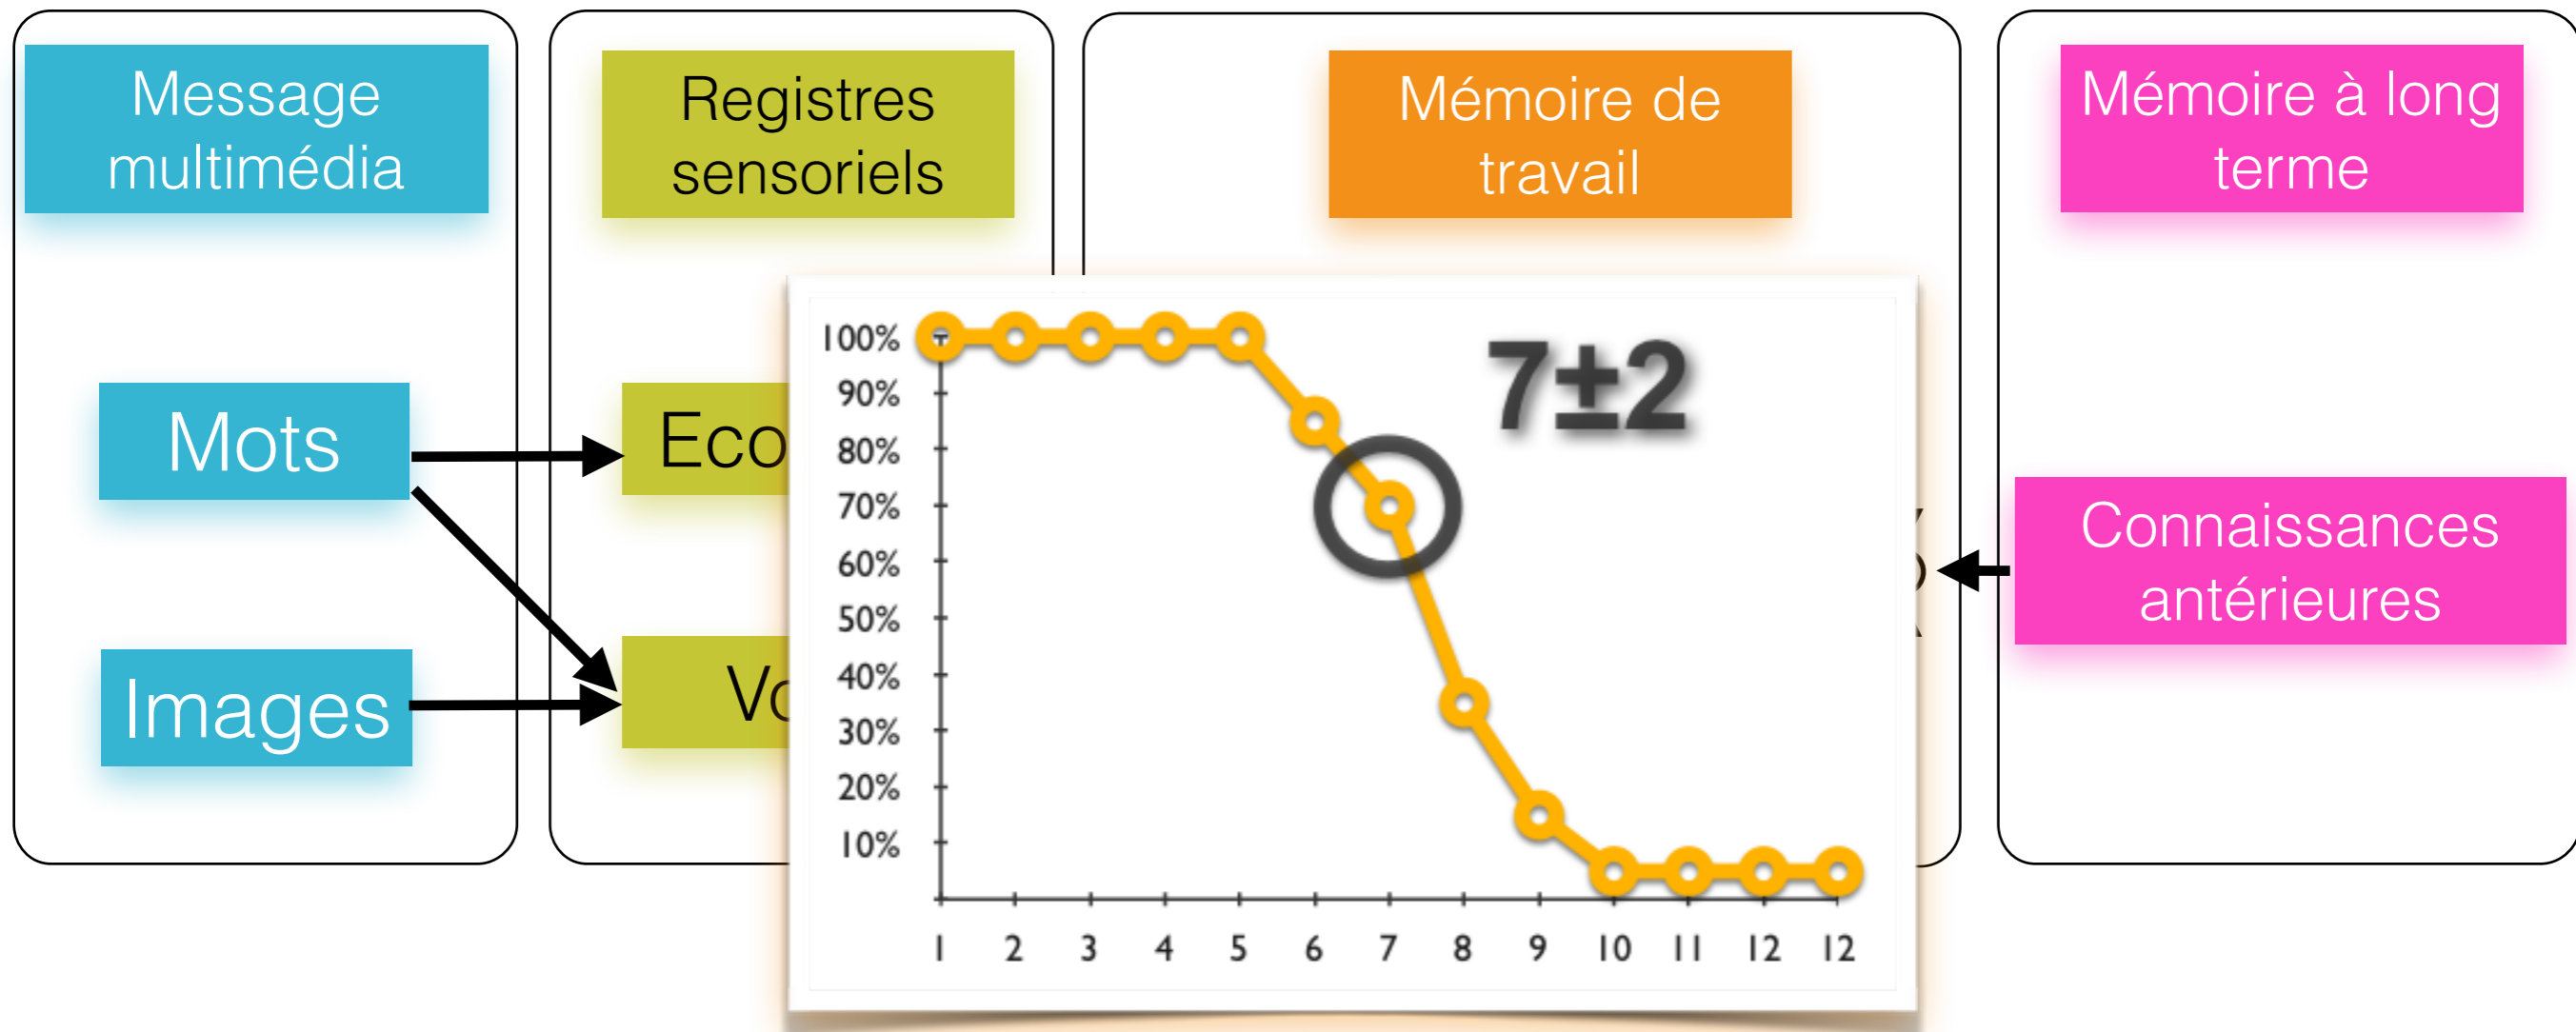 Message
multimédia
Registres
sensoriels
Mémoire de
travail
Mémoire à long
terme
Mots
Images
100%
90%
80%
70%
60%
50%
40%
30%
20%
10%
7±2
1 2 3 4 5 6 7 8 9 10 11 12 12
Connaissances
antérieures